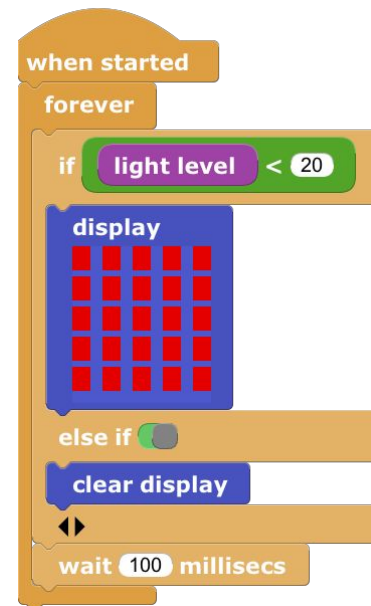 when started
forever
if light level < 20
display
else if
clear display
wait 100 millisecs